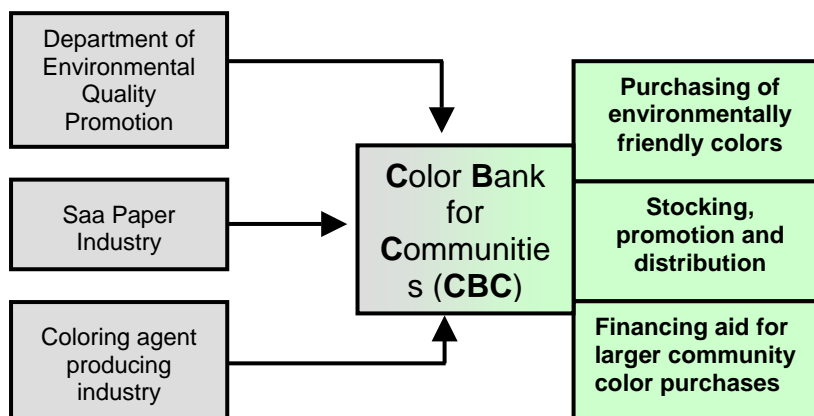 Department of
Environmental
Quality
Promotion
Saa Paper
Industry
Coloring agent
producing
industry
Color Bank
for
Communitie
s (CBC)
Purchasing of
environmentally
friendly colors
Stocking,
promotion and
distribution
Financing aid for
larger community
color purchases